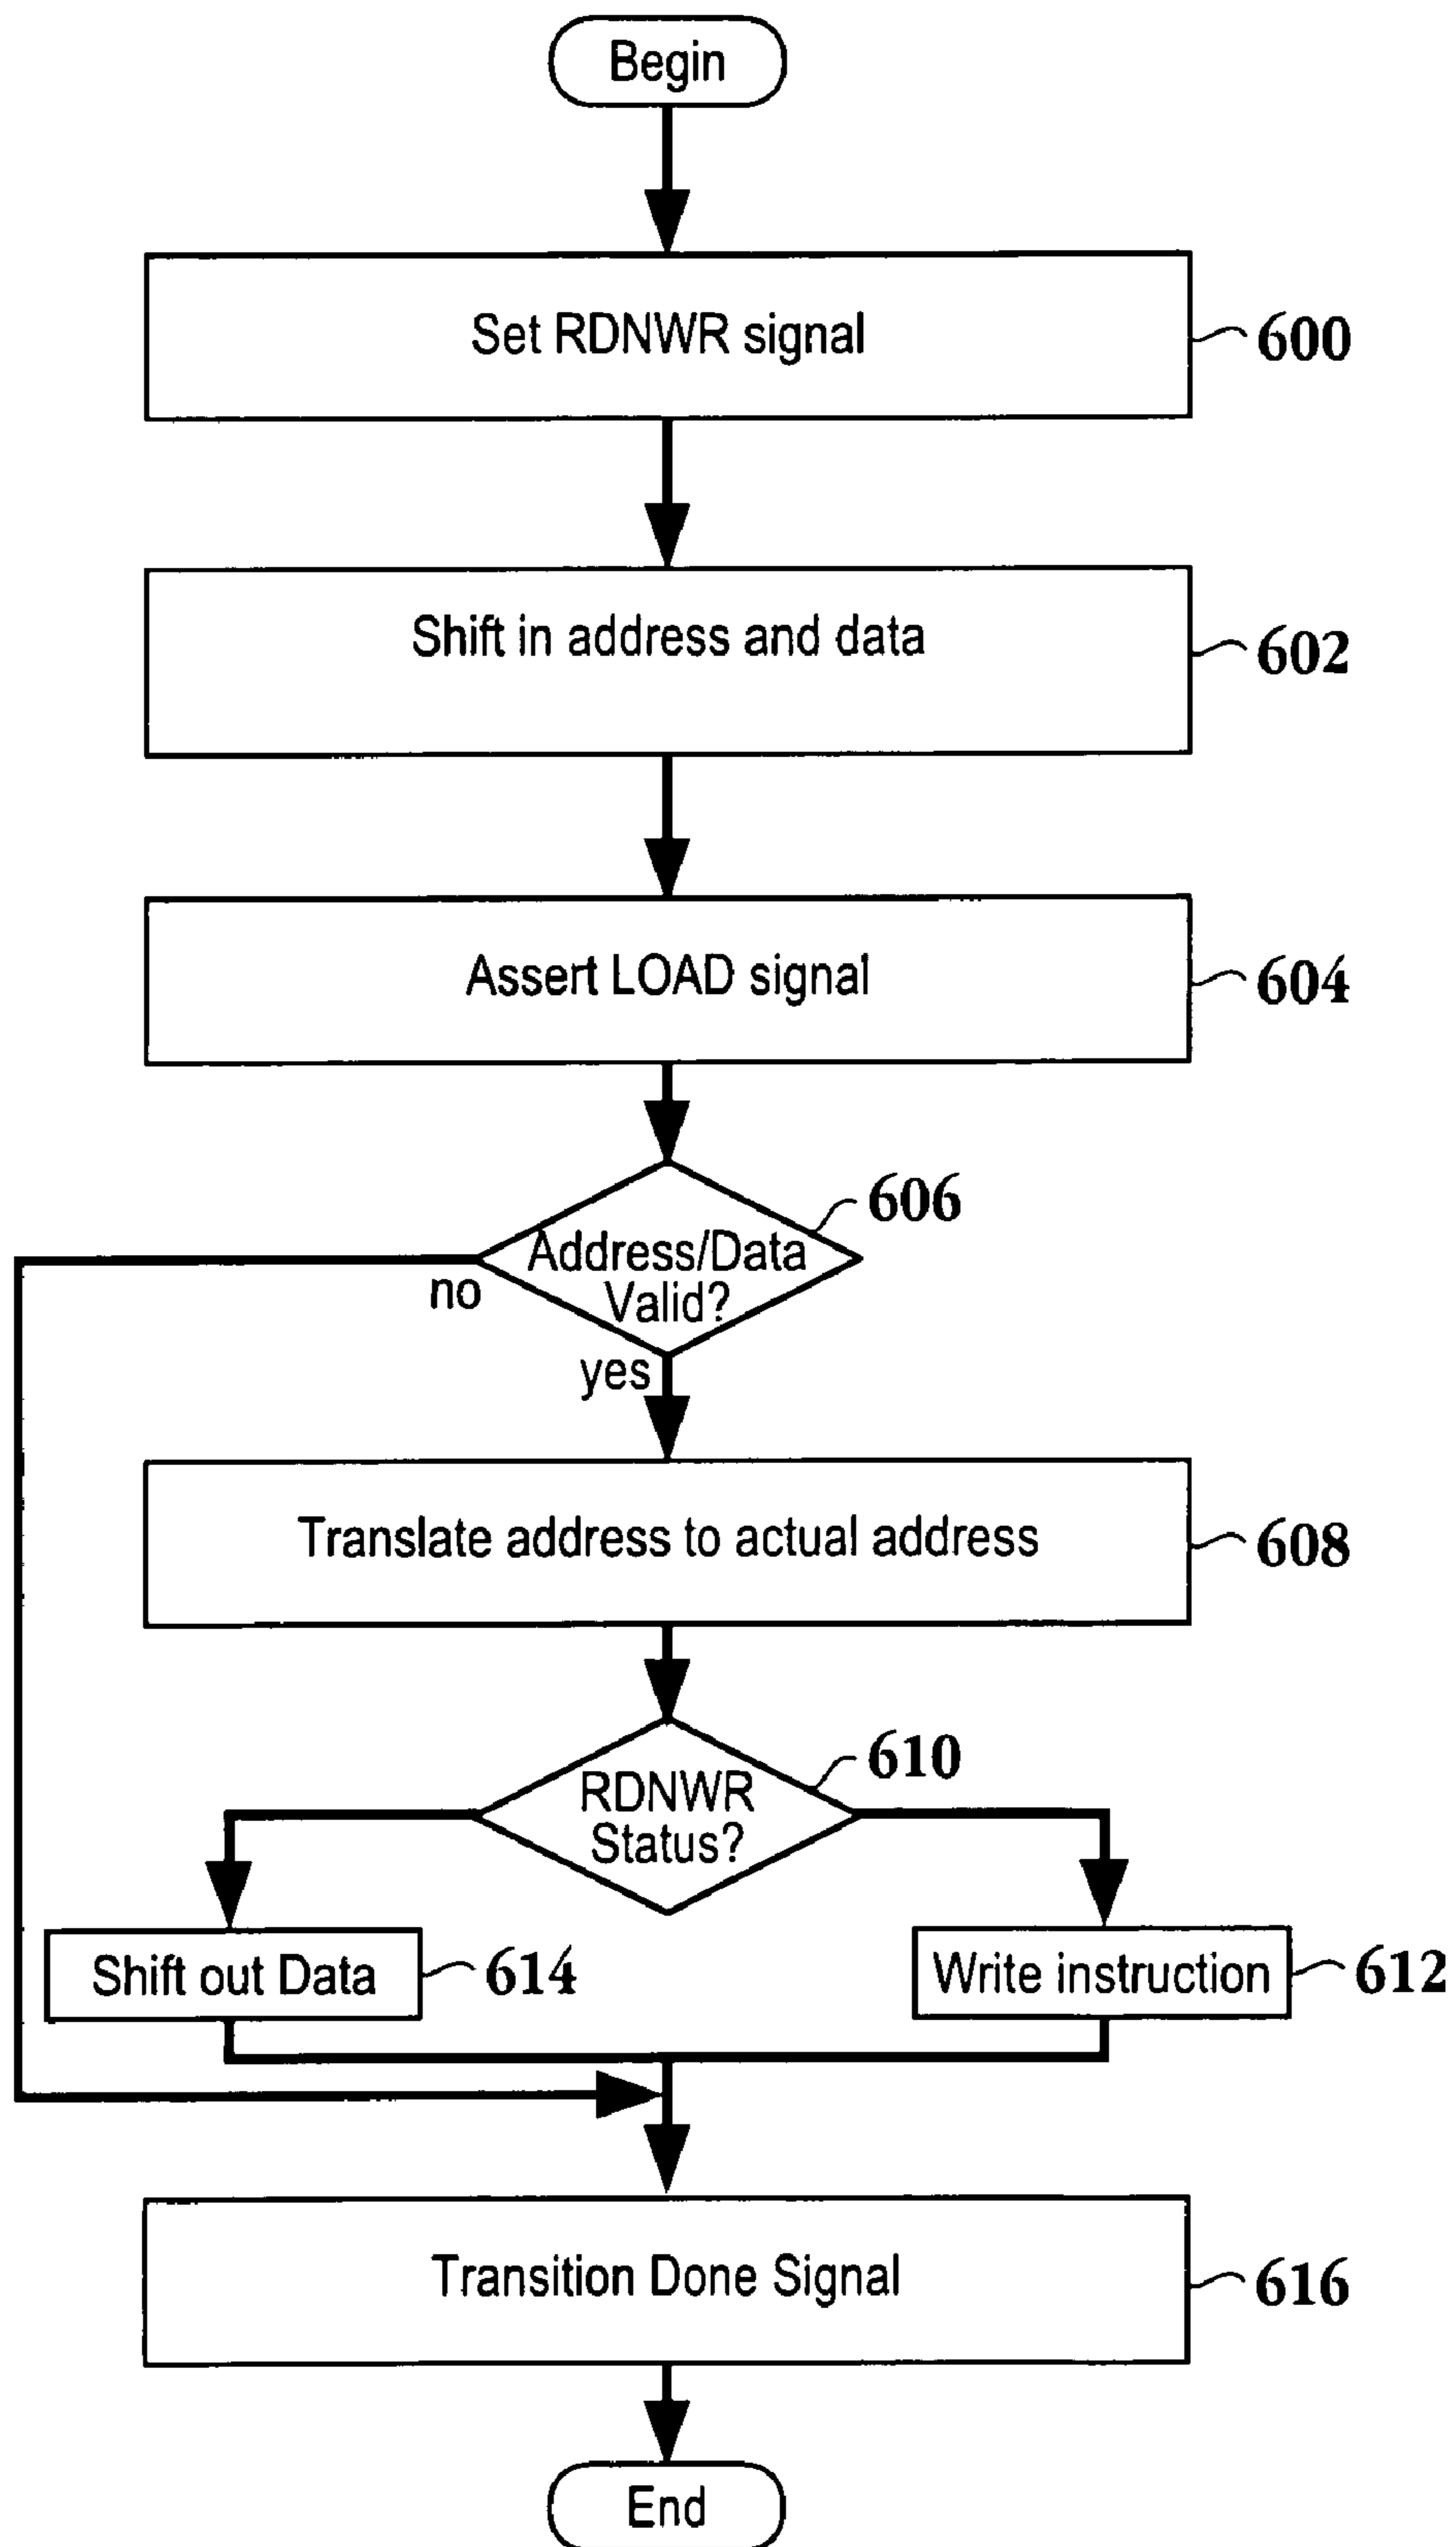 Begin
Set RDNWR signal
600
Shift in address and data
602
Assert LOAD signal
604
606
Address/Data
Valid?
no
yes
Translate address to actual address
608
610
RDNWR
Status?
Shift out Data
614
Write instruction
612
Transition Done Signal
616
End